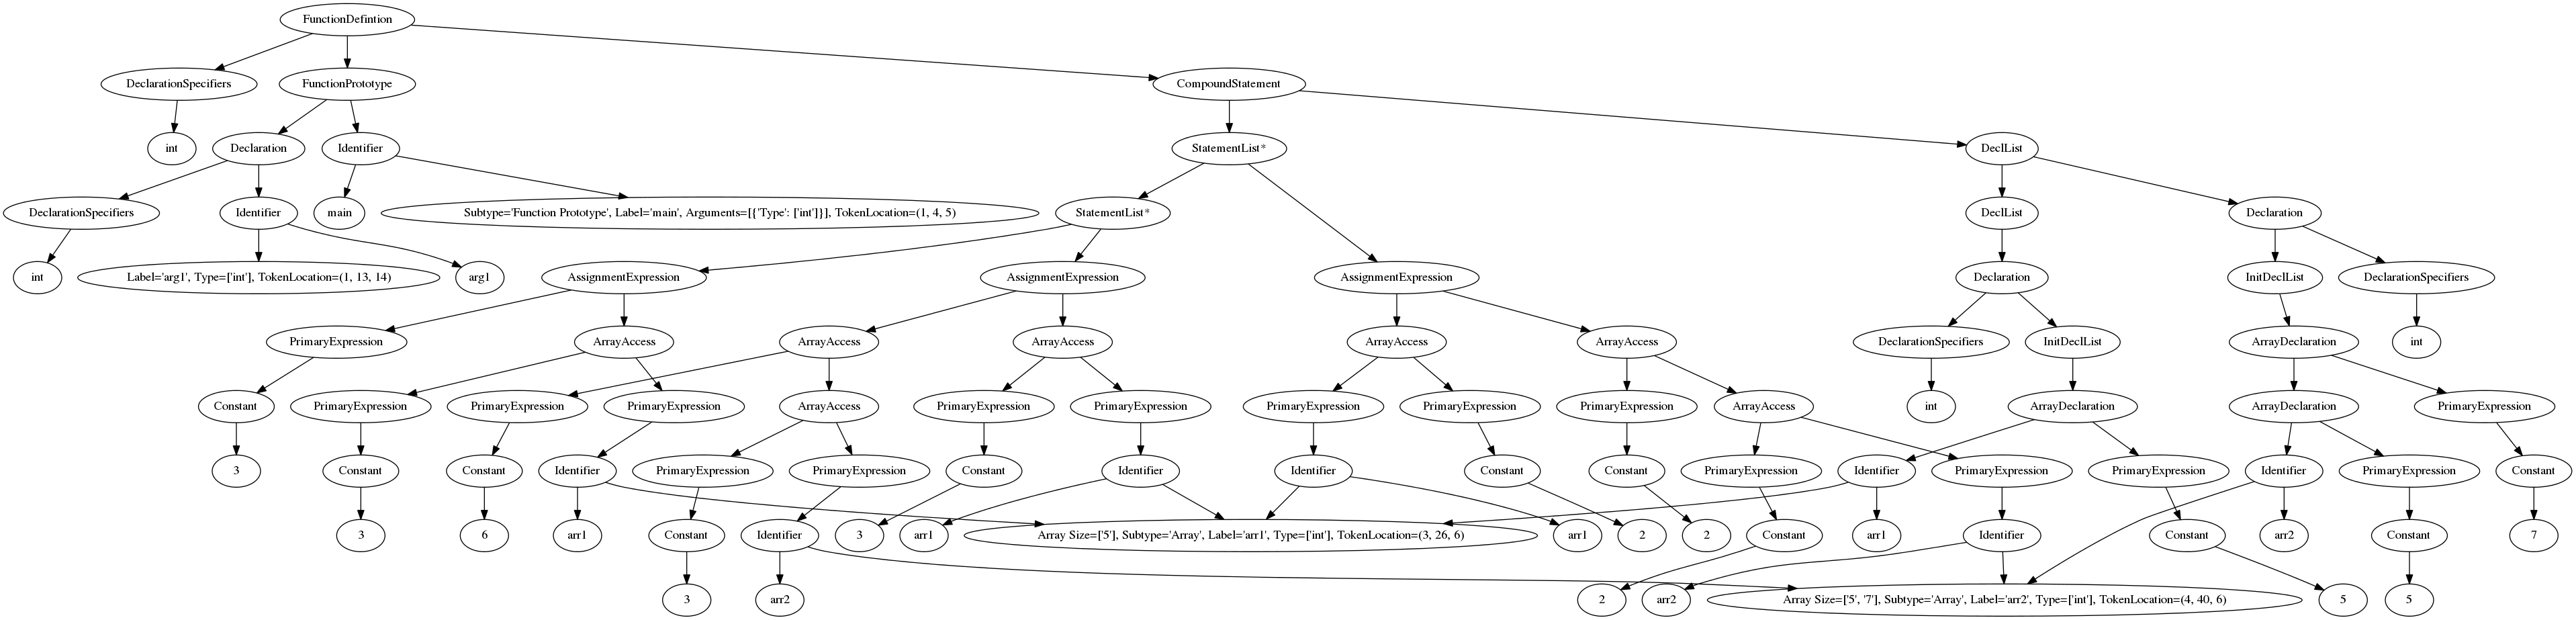 FunctionDefintion
DeclarationSpecifiers
FunctionPrototype
CompoundStatement
int
Declaration
Identifier
StatementList*
DeclList
DeclarationSpecifiers
Identifier
main
Subtype='Function Prototype', Label='main', Arguments=[{'Type': ['int']}], TokenLocation=(1, 4, 5)
StatementList*
DeclList
Declaration
int
Label='arg1', Type=['int'], TokenLocation=(1, 13, 14)
arg1
AssignmentExpression
AssignmentExpression
AssignmentExpression
Declaration
InitDeclList
DeclarationSpecifiers
PrimaryExpression
ArrayAccess
ArrayAccess
ArrayAccess
ArrayAccess
ArrayAccess
DeclarationSpecifiers
InitDeclList
ArrayDeclaration
int
Constant
PrimaryExpression
PrimaryExpression
PrimaryExpression
ArrayAccess
PrimaryExpression
PrimaryExpression
PrimaryExpression
PrimaryExpression
PrimaryExpression
ArrayAccess
int
ArrayDeclaration
ArrayDeclaration
PrimaryExpression
3
Constant
Constant
Identifier
PrimaryExpression
PrimaryExpression
Constant
Identifier
Identifier
Constant
Constant
PrimaryExpression
Identifier
PrimaryExpression
PrimaryExpression
Identifier
PrimaryExpression
Constant
3
6
arr1
Constant
Identifier
3
arr1
Array Size=['5'], Subtype='Array', Label='arr1', Type=['int'], TokenLocation=(3, 26, 6)
arr1
2
2
Constant
arr1
Identifier
Constant
arr2
Constant
7
3
arr2
2
arr2
Array Size=['5', '7'], Subtype='Array', Label='arr2', Type=['int'], TokenLocation=(4, 40, 6)
5
5